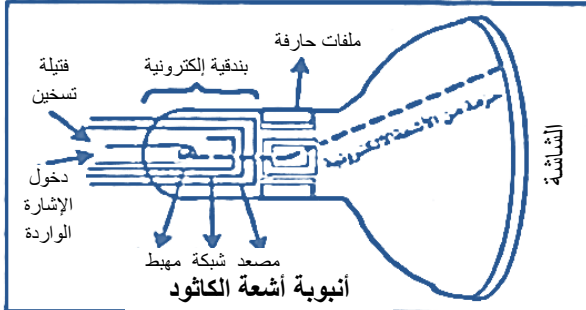 ملفات حارفة
بندقية إلكترونية
فتيلة
تسخين
حزمة من الأشعة الالكترونية
الشاشة
دخول
الإشارة
الواردة
مصعد
شبكة
مهبط
أنبوبة أشعة الكاثود